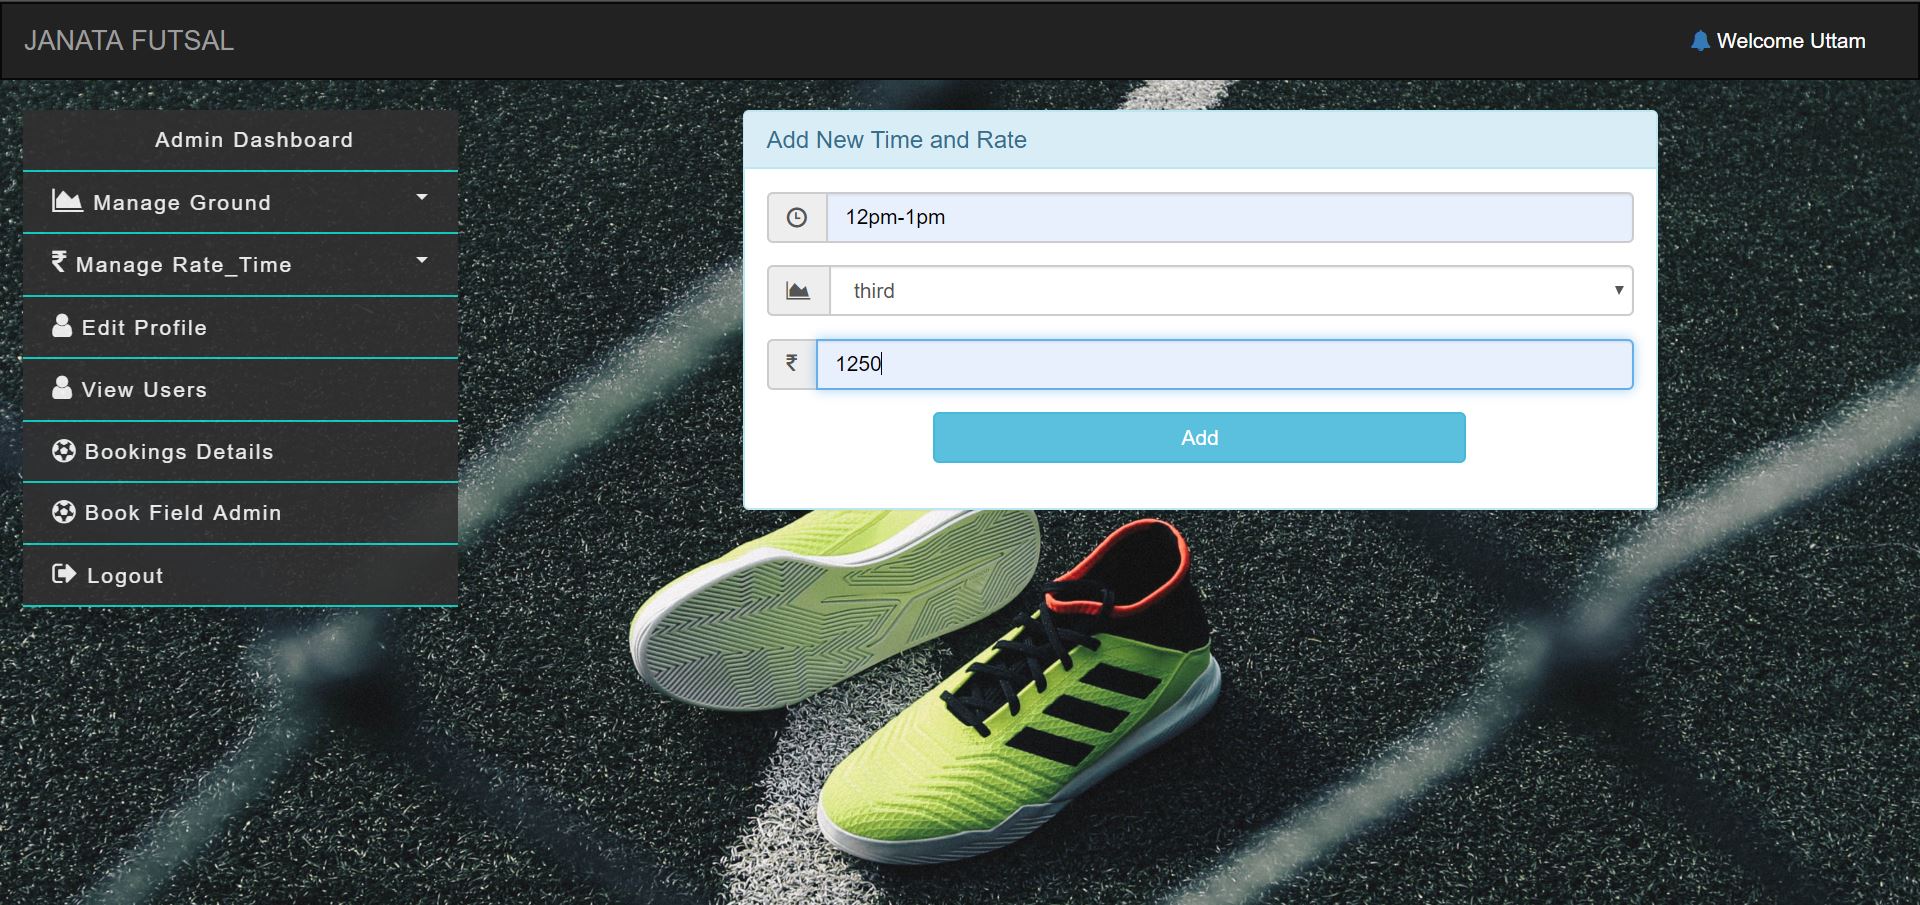 JANATA FUTSAL
Welcome Uttam
Admin Dashboard
Manage Ground
₹ Manage Rate_Time
Edit Profile
View Users
Bookings Details
Book Field Admin
Logout
Add New Time and Rate
12pm-1pm
third
₹ 1250
Add